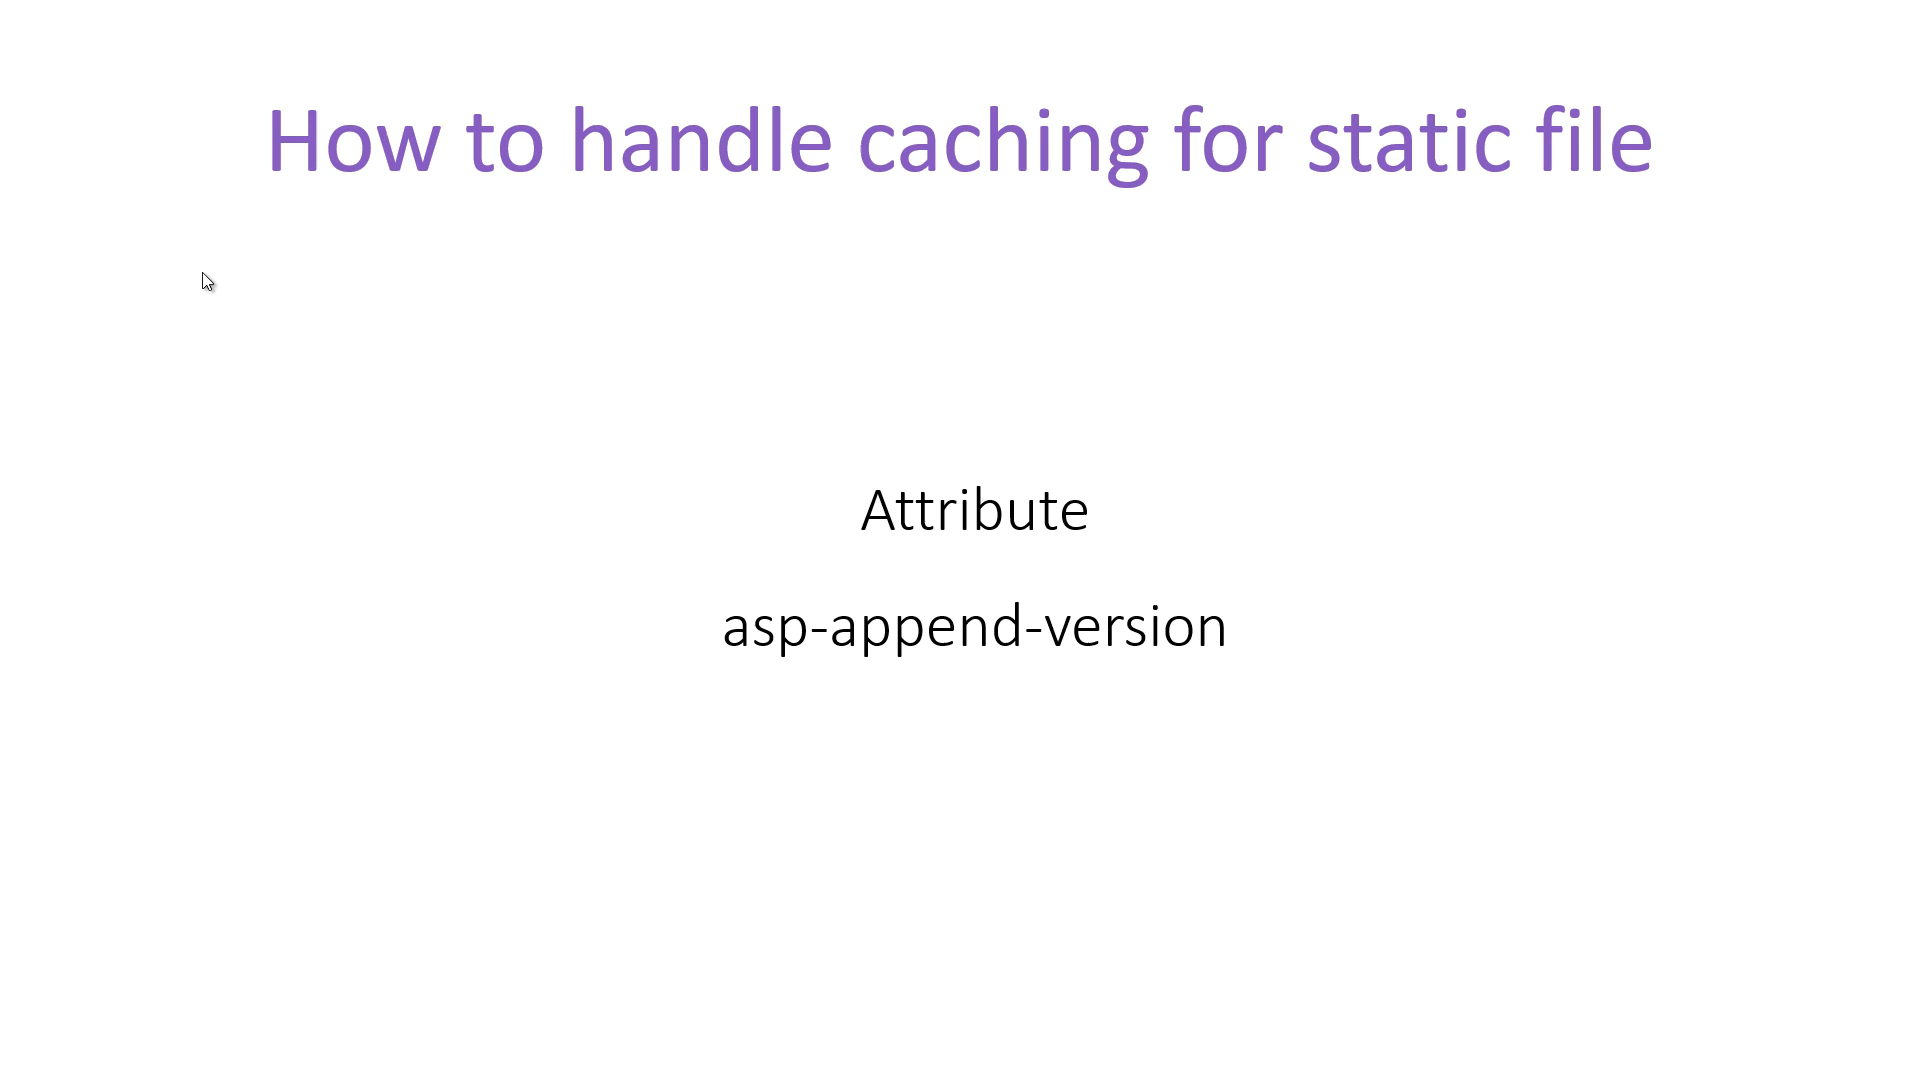 How to handle caching for static file
Attribute
asp-append-version